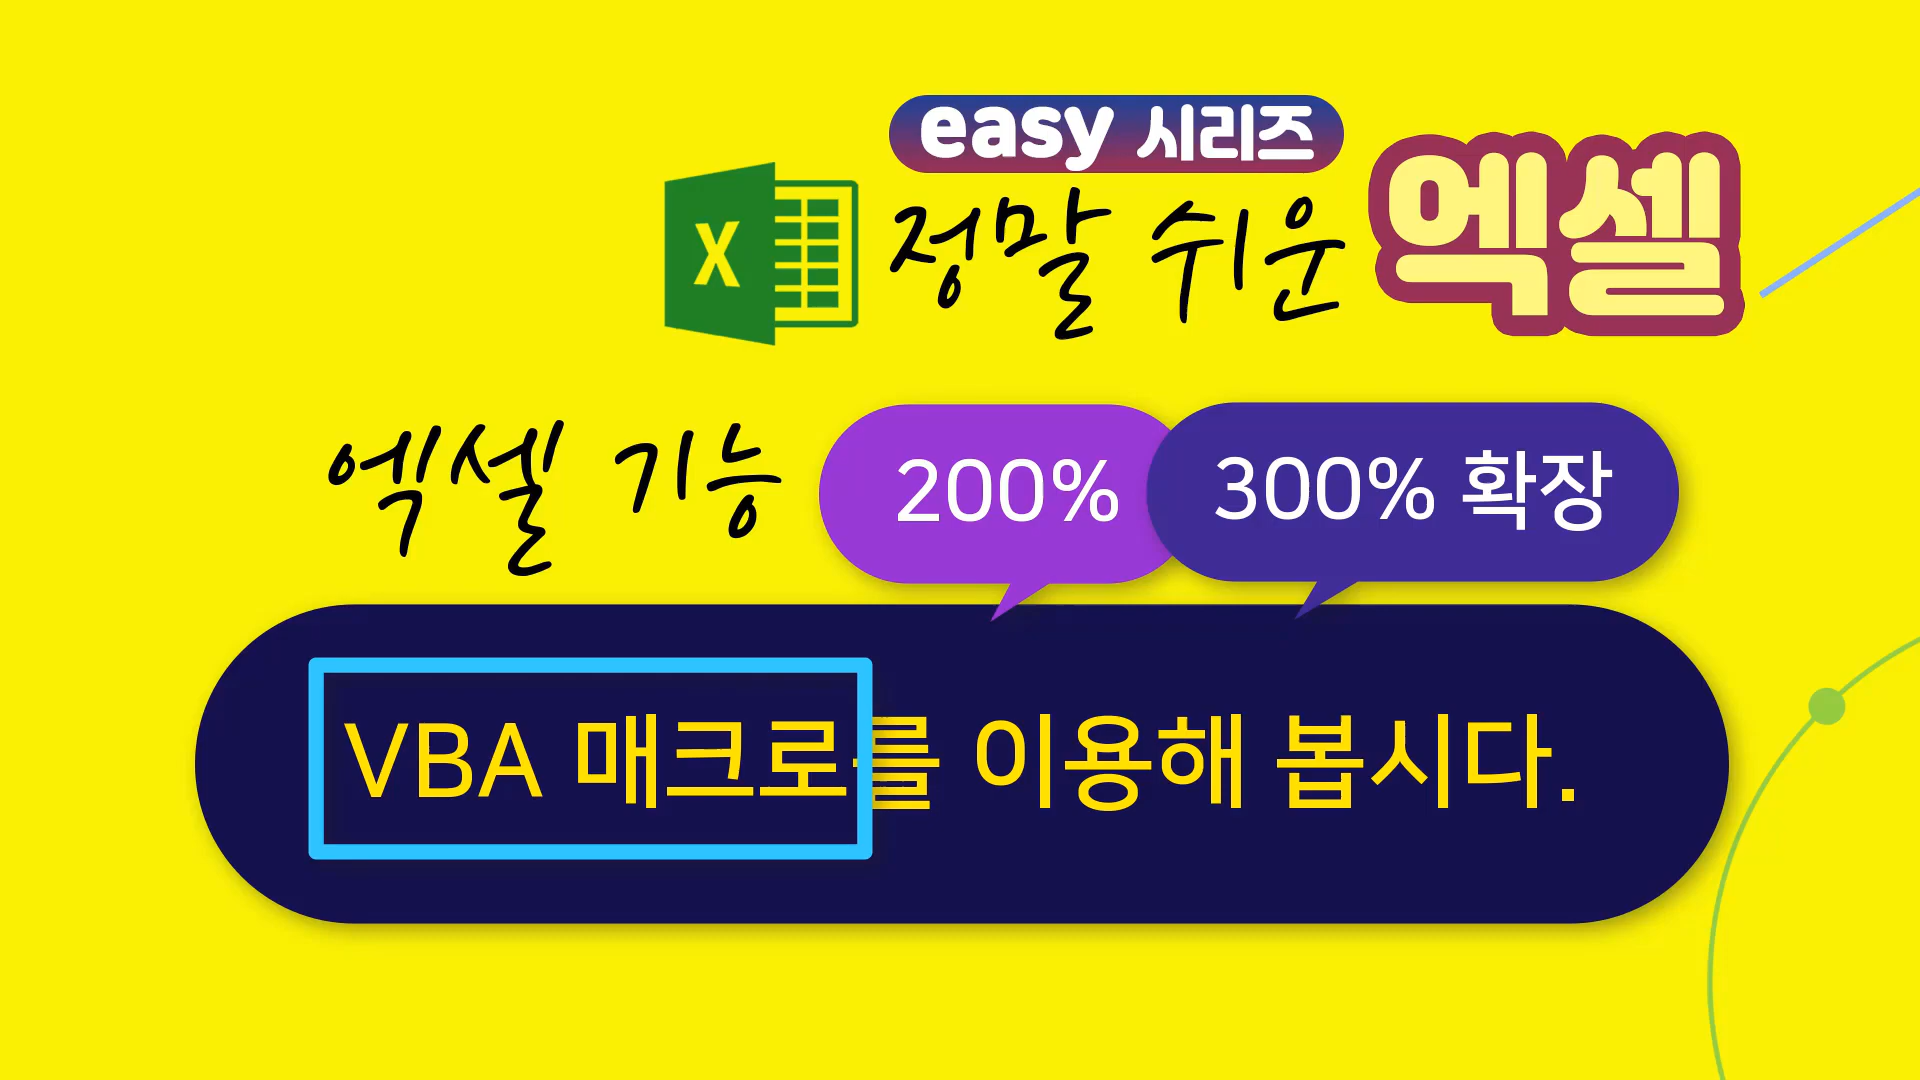 easy 시리즈
X 정말 쉬운 엑셀
엑셀 기능 200% 300% 확장
VBA 매크로를 이용해 봅시다.